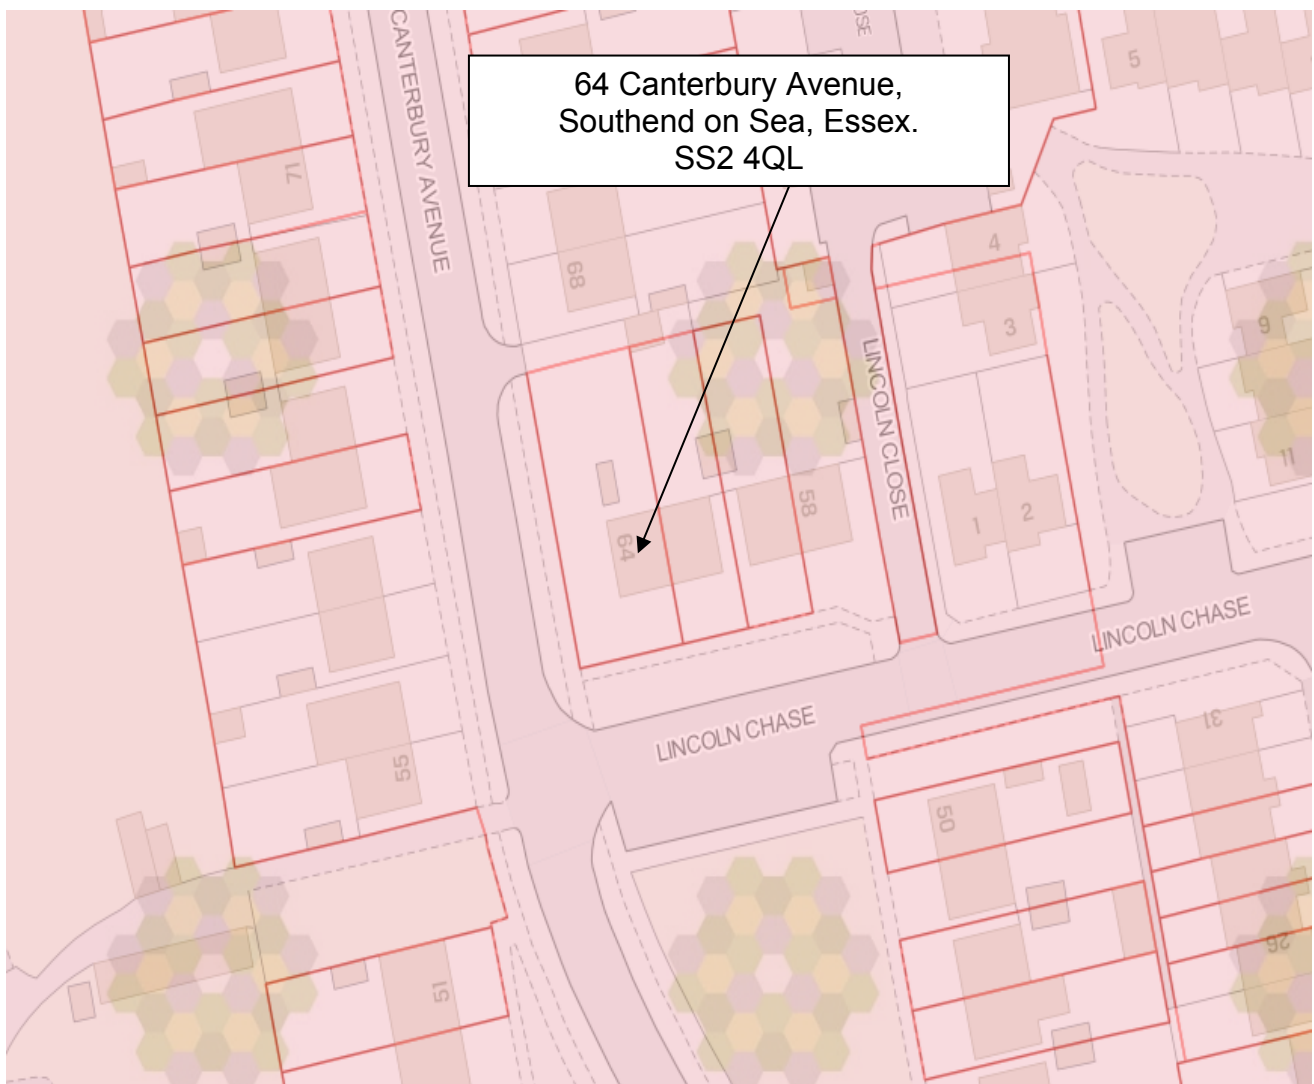 CANTERBURY AVENUE
OSE
5
64 Canterbury Avenue,
Southend on Sea, Essex.
SS2 4QL
71
4
68
3
9
LINCOLN CLOSE
11
58
1
2
64
LINCOLN CHASE
LINCOLN CHASE
31
55
50
26
51